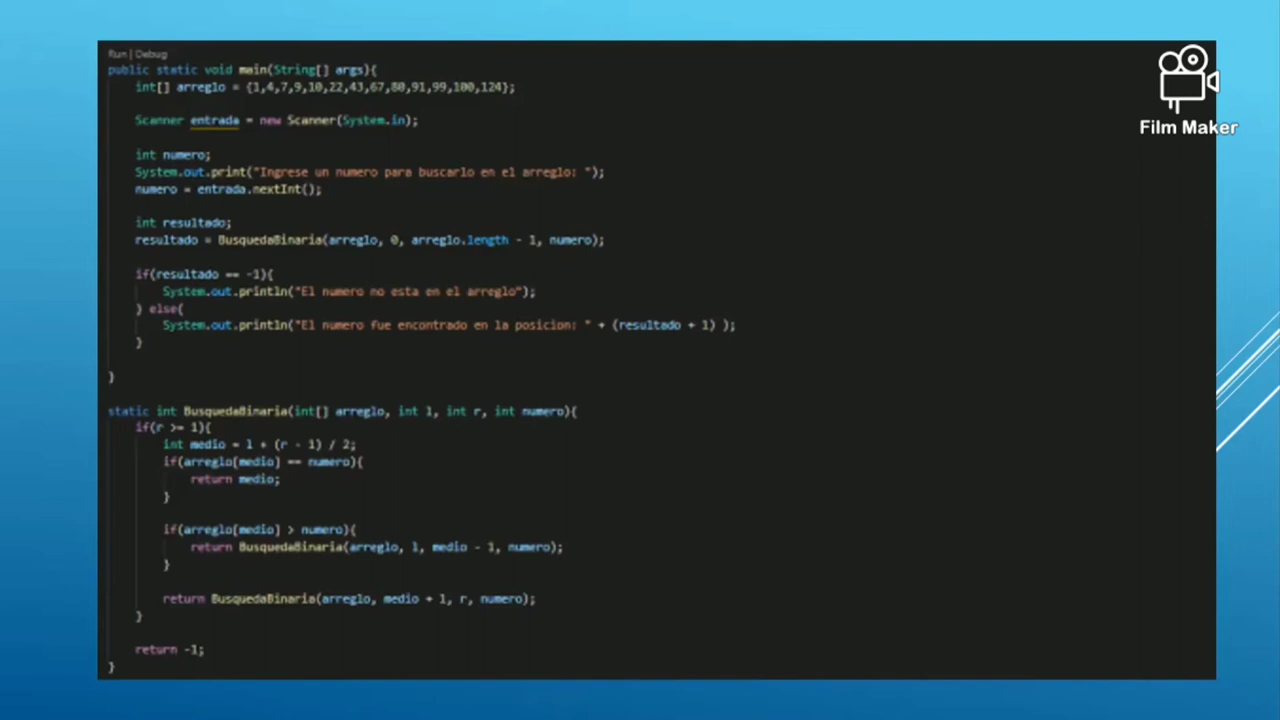 Run | Debug
public static void main(String[] args){
int[] arreglo = {1,4,7,9,10,22,43,67,80,91,99,100,124};
Scanner entrada = new Scanner(System.in);
int numero;
System.out.print("Ingrese un numero para buscarlo en el arreglo: ");
numero = entrada.nextInt();
int resultado;
resultado = BusquedaBinaria(arreglo, 0, arreglo.length - 1, numero);
if(resultado == -1){
System.out.println("El numero no esta en el arreglo");
} else{
System.out.println("El numero fue encontrado en la posicion: " + (resultado + 1) );
}
}
static int BusquedaBinaria(int[] arreglo, int l, int r, int numero){
if(r >= l){
int medio = l + (r - l) / 2;
if(arreglo[medio] == numero){
return medio;
}
if(arreglo[medio] > numero){
return BusquedaBinaria(arreglo, l, medio - 1, numero);
}
return BusquedaBinaria(arreglo, medio + 1, r, numero);
}
return -1;
}
Film Maker